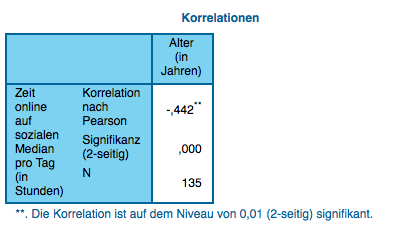 Korrelationen
Alter
(in
Jahren)
Zeit
online
auf
sozialen
Median
pro Tag
(in
Stunden)
Korrelation
nach
Pearson
-,442**
Signifikanz
(2-seitig)
,000
N
135
**. Die Korrelation ist auf dem Niveau von 0,01 (2-seitig) signifikant.